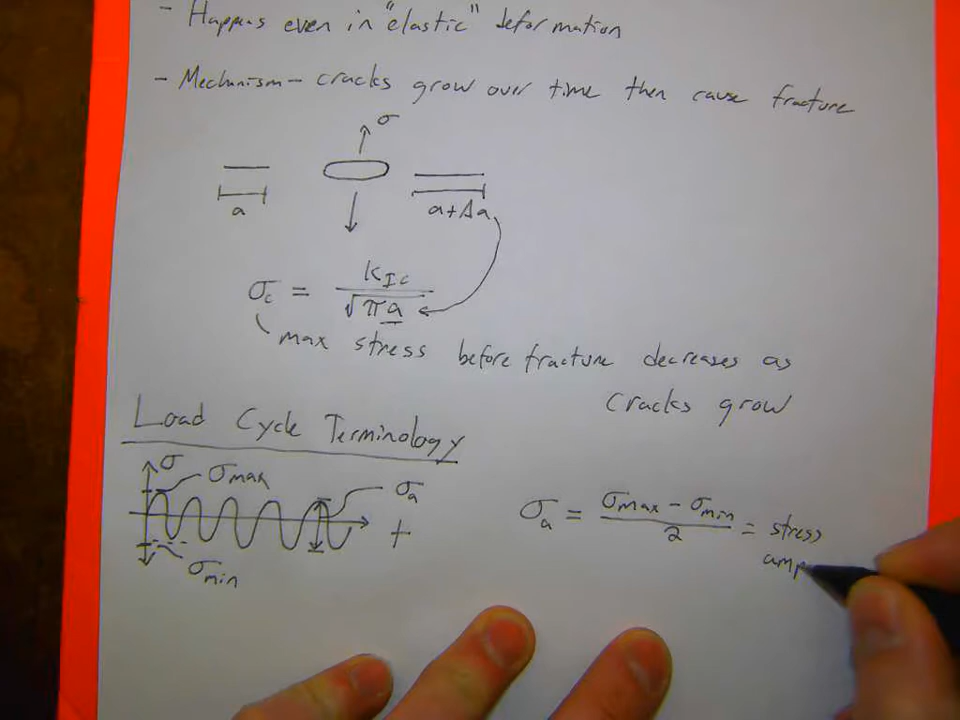 - Happens even in "elastic" deformation
- Mechanism - cracks grow over time then cause fracture
σ
a
a+Δa
σc = KIc / √πa
max stress before fracture decreases as
cracks grow
Load Cycle Terminology
σ
σmax
σa
t
σmin
σa = σmax - σmin / 2 = stress
amp